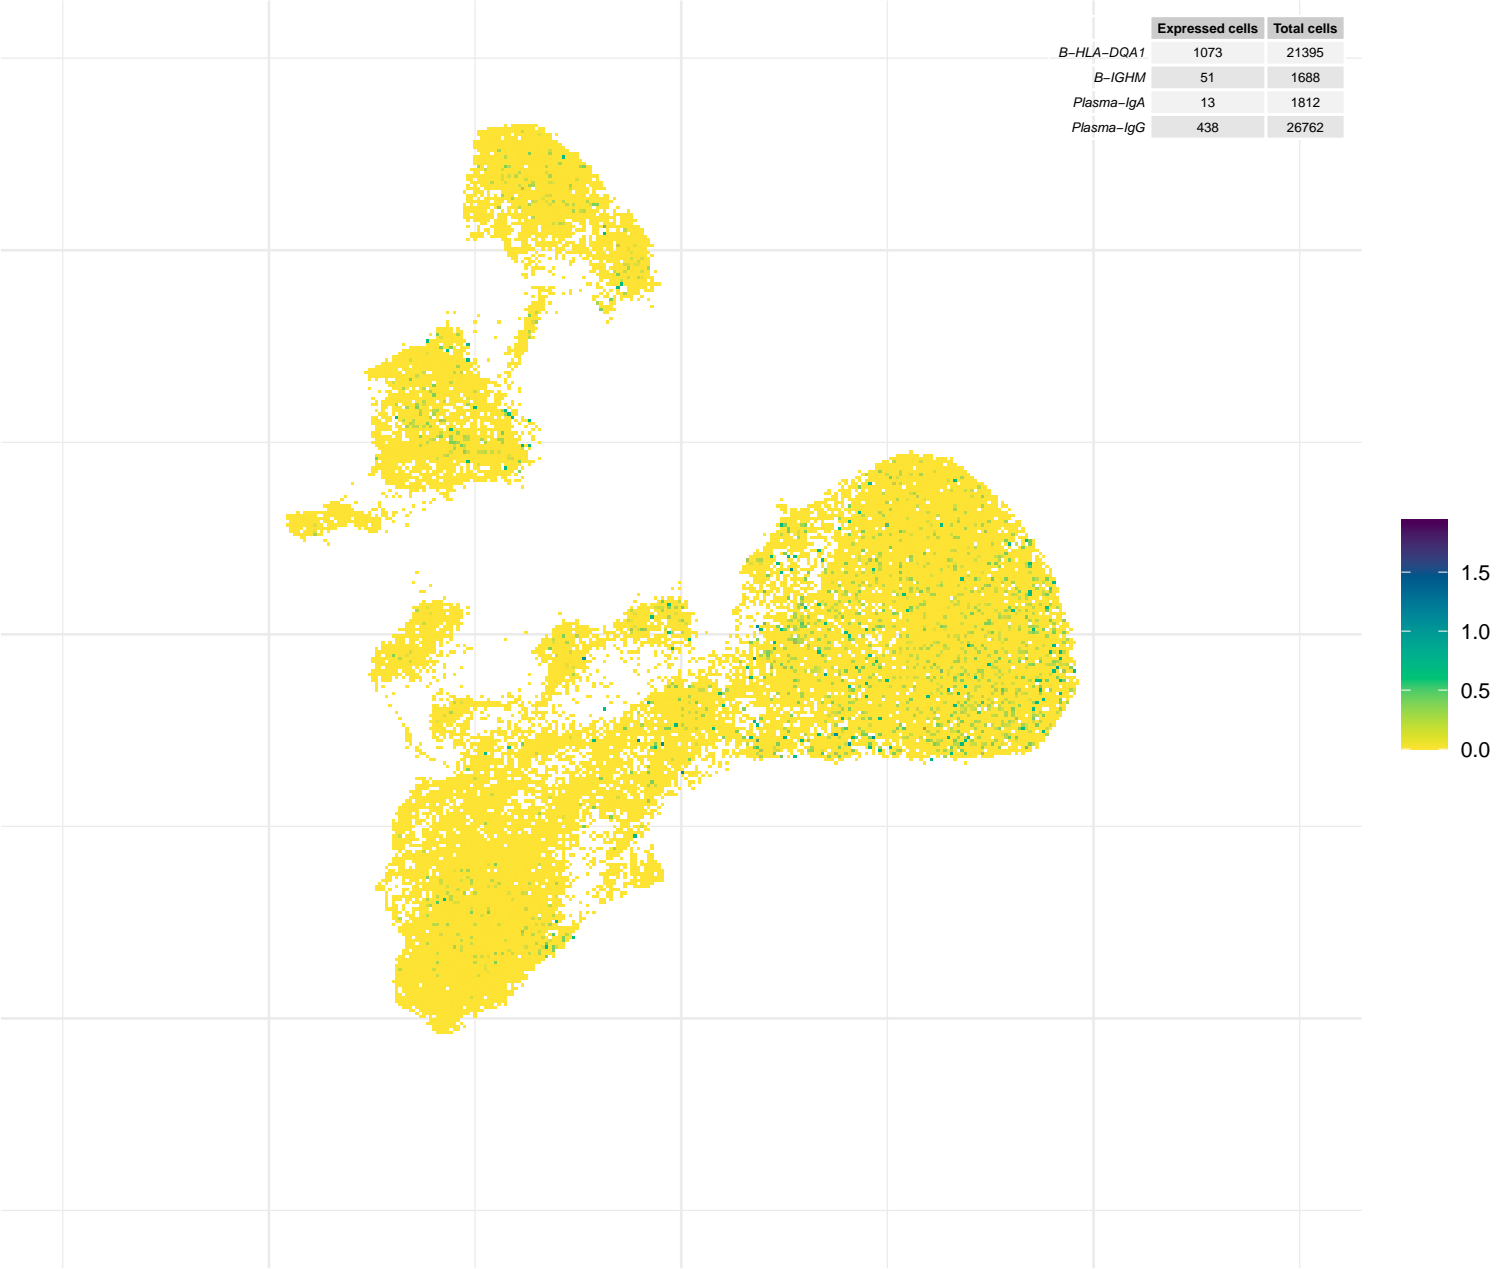 Expressed cells Total cells
B−HLA−DQA1 1073 21395
B−IGHM 51 1688
Plasma−IgA 13 1812
Plasma−IgG 438 26762
1.5
1.0
0.5
0.0